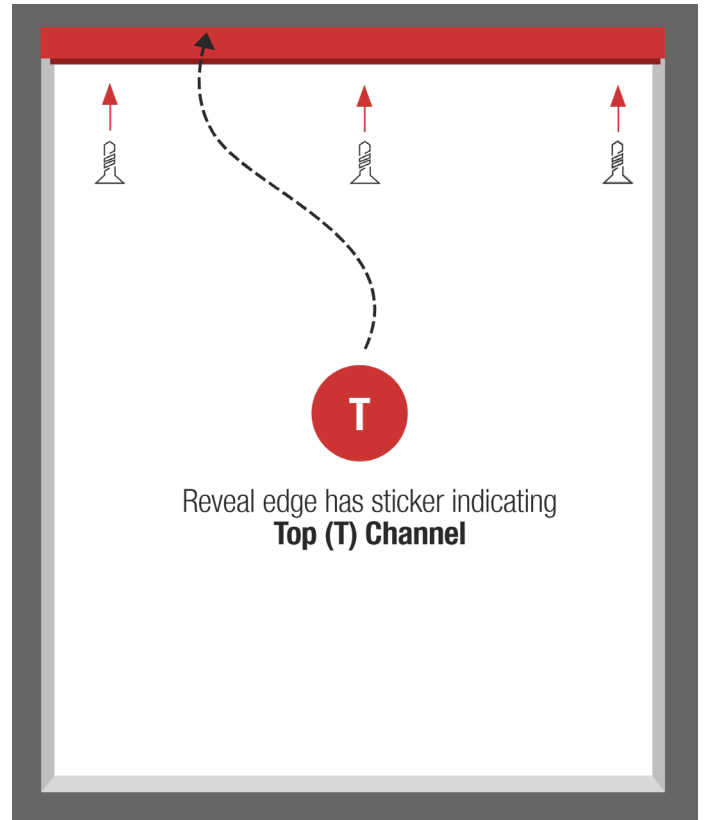 T
Reveal edge has sticker indicating
Top (T) Channel